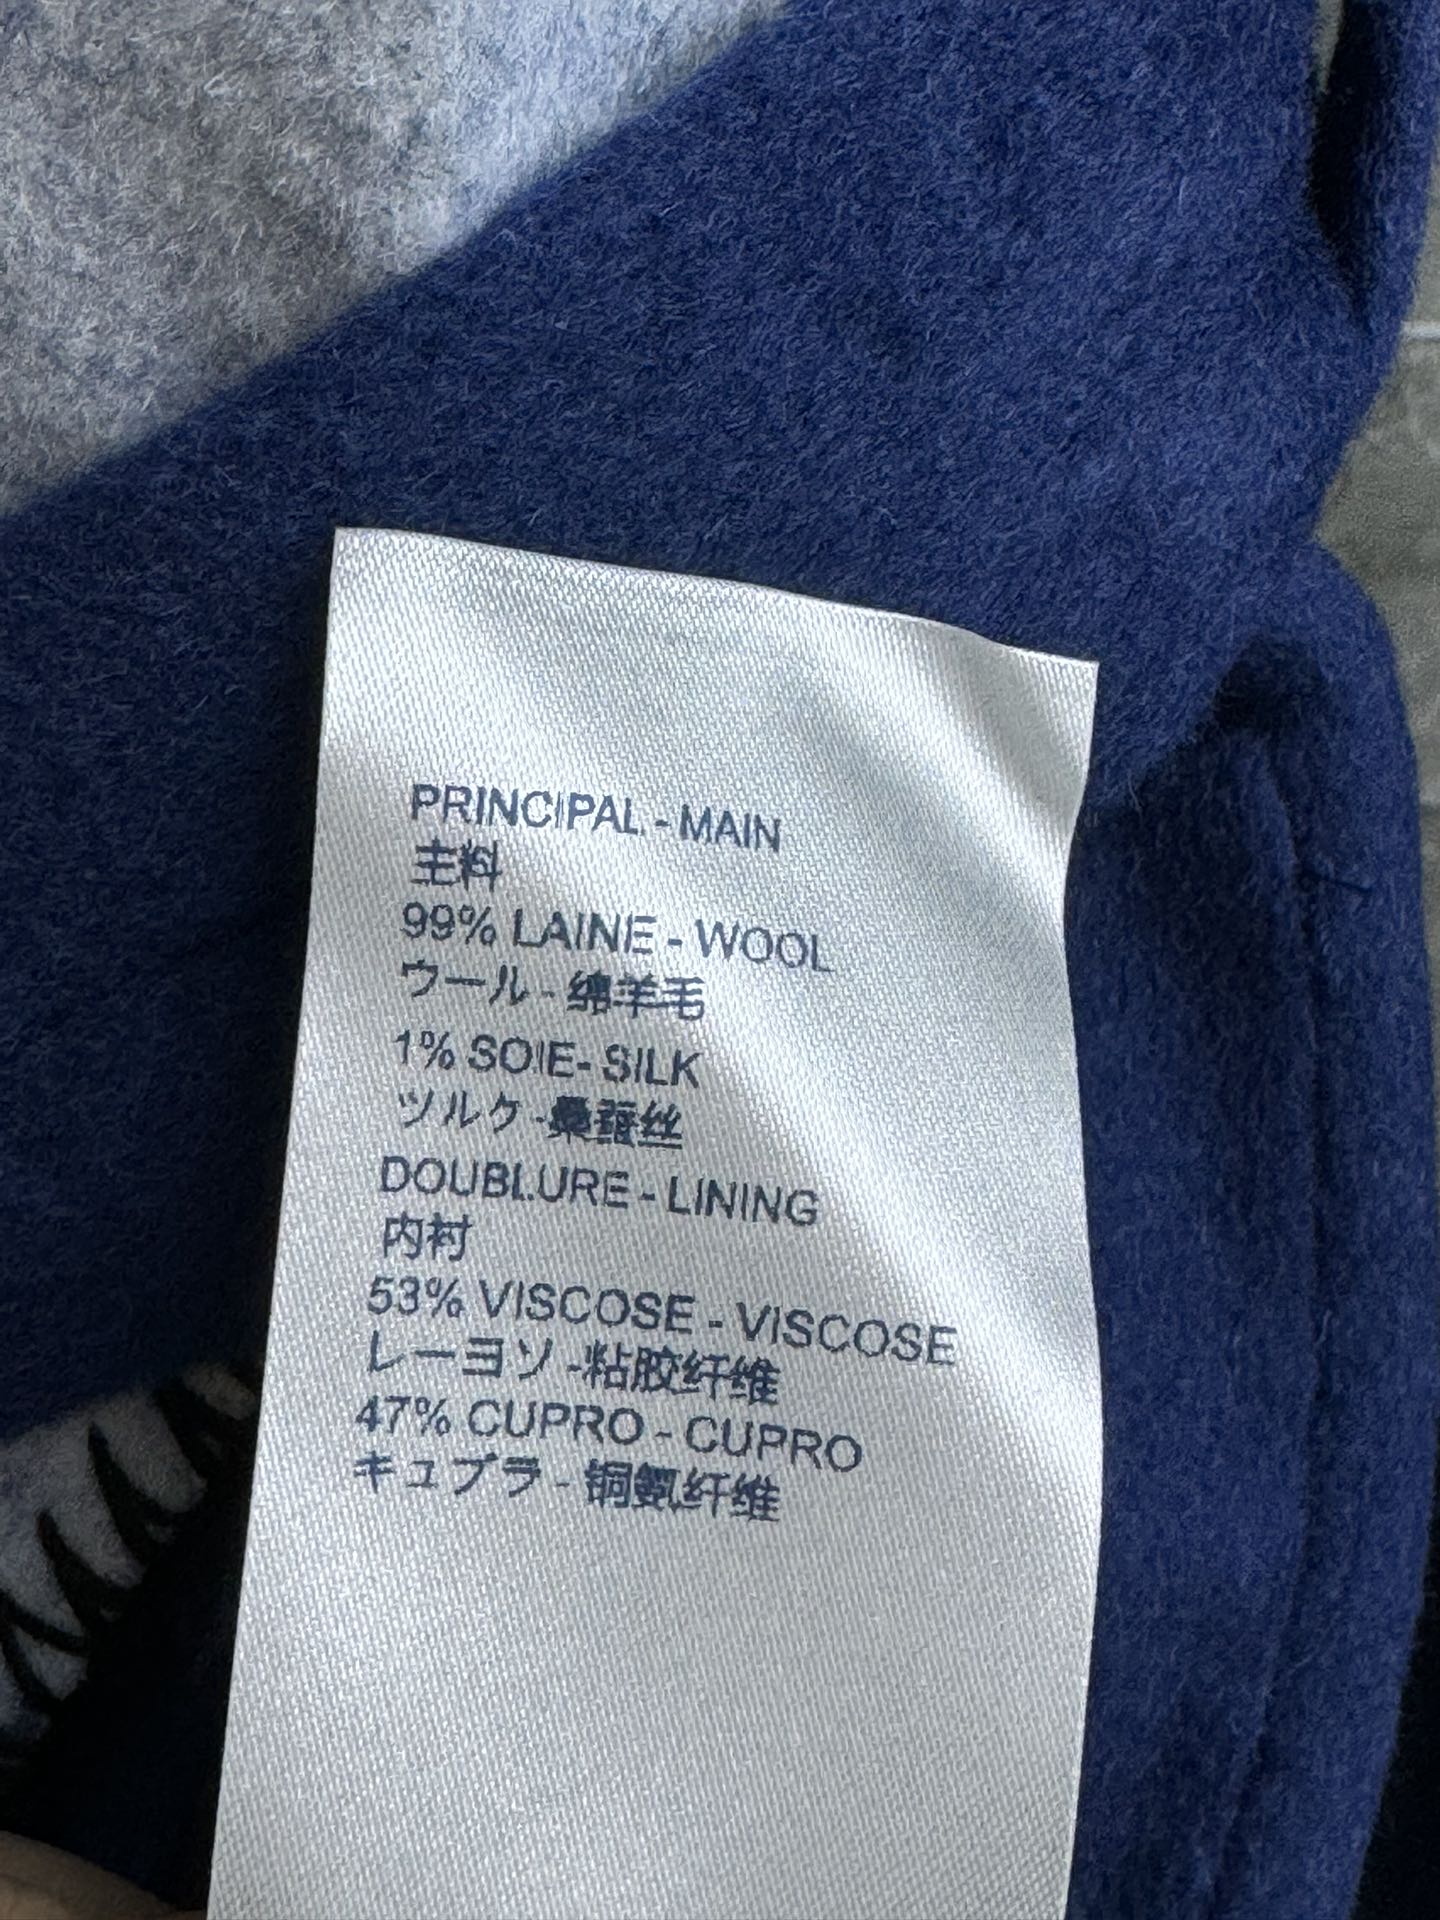 PRINCIPAL - MAIN
主料
99% LAINE - WOOL
ウール - 绵羊毛
1% SOIE- SILK
ツルク -桑蚕丝
DOUBLURE - LINING
内衬
53% VISCOSE - VISCOSE
レーヨソ -粘胶纤维
47% CUPRO - CUPRO
キュプラ - 铜氨纤维